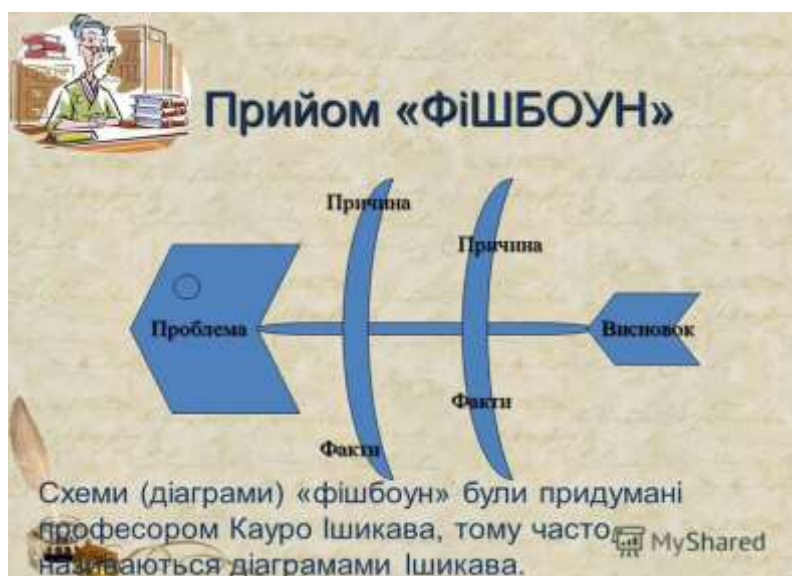 Прийом «ФіШБОУН»
Причина
Причина
Проблема
Висновок
Факти
Факти
Схеми (діаграми) «фішбоун» були придумані
професором Кауро Ішикава, тому часто
називаються діаграмами Ішикава.
MyShared